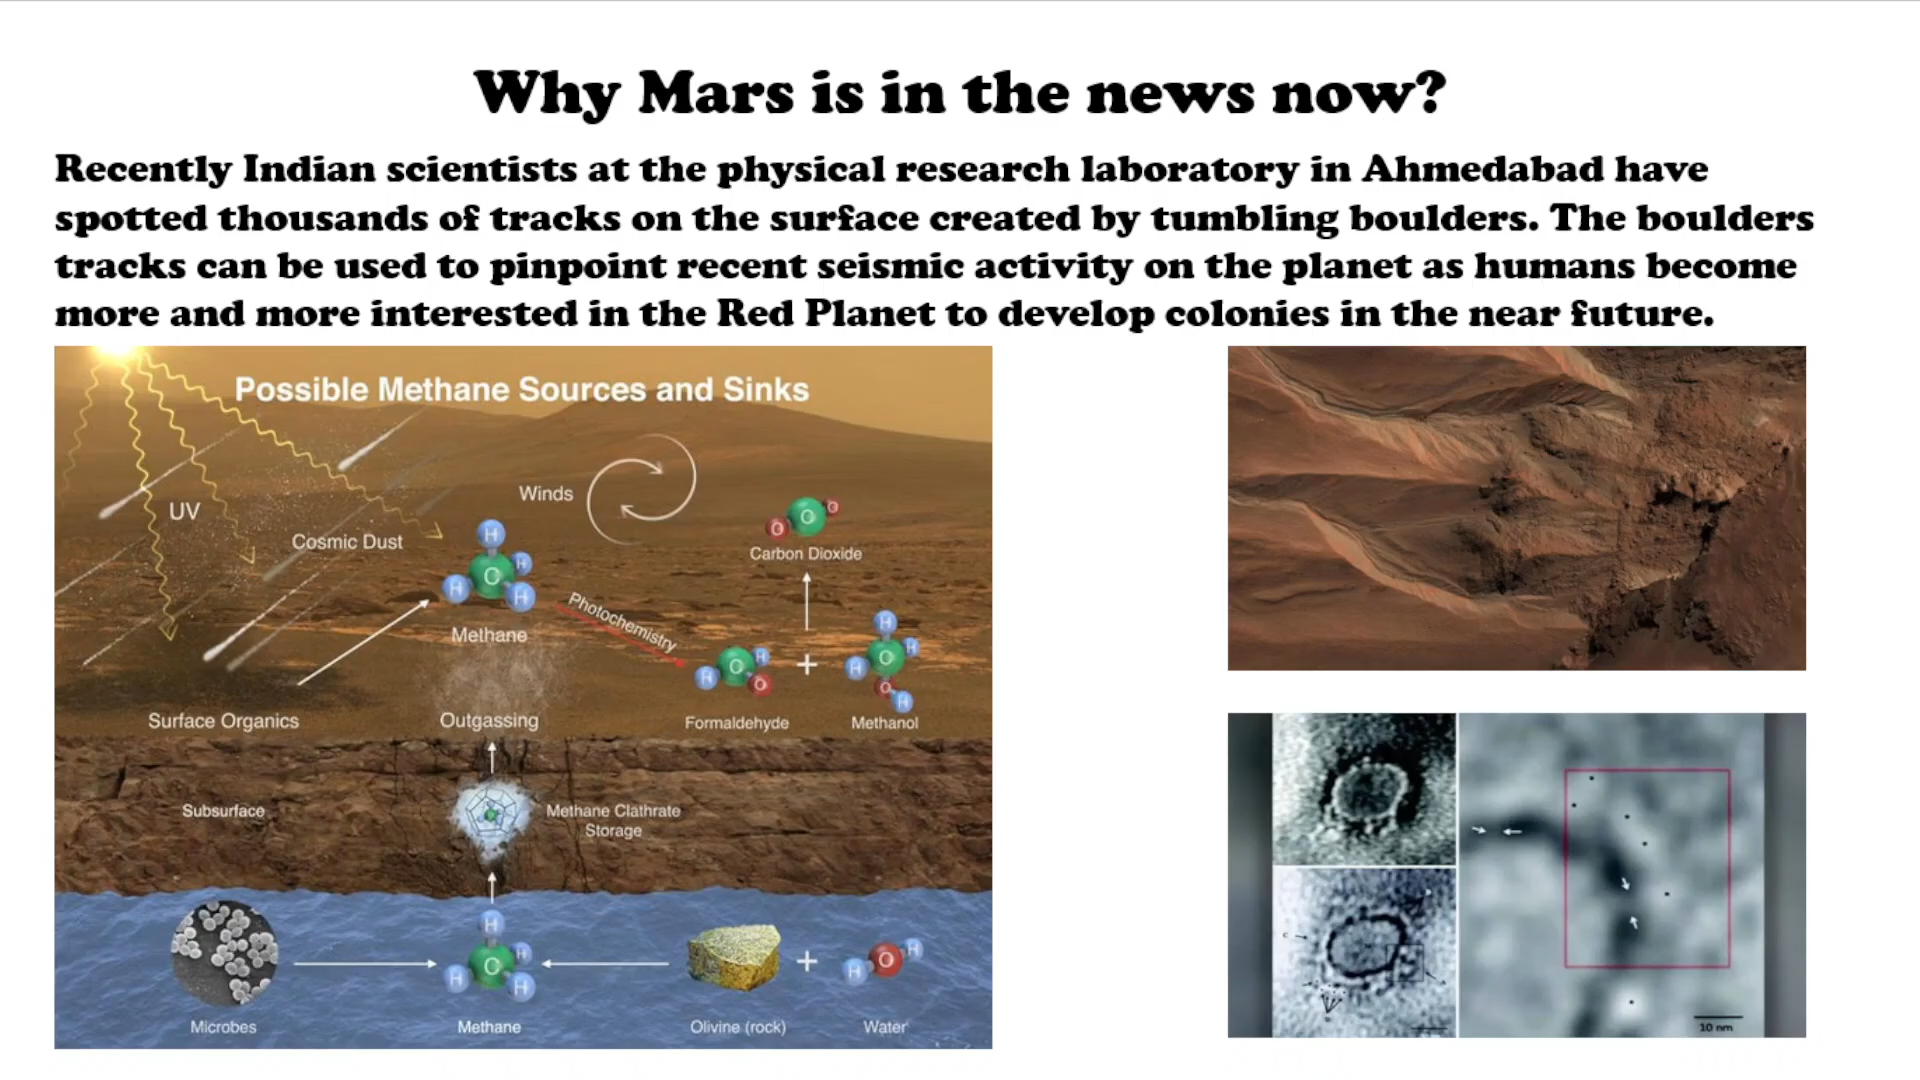 Why Mars is in the news now?
Recently Indian scientists at the physical research laboratory in Ahmedabad have
spotted thousands of tracks on the surface created by tumbling boulders. The boulders
tracks can be used to pinpoint recent seismic activity on the planet as humans become
more and more interested in the Red Planet to develop colonies in the near future.
Possible Methane Sources and Sinks
UV
Cosmic Dust
Winds
H
H
C
H
H
Methane
Photochemistry
O
C
O
Carbon Dioxide
H
C
H
O
Formaldehyde
+
H
H
C
H
O
H
Methanol
Surface Organics
Outgassing
Subsurface
Methane Clathrate
Storage
Microbes
H
H
C
H
H
Methane
Olivine (rock)
+
H
O
H
Water
10 nm